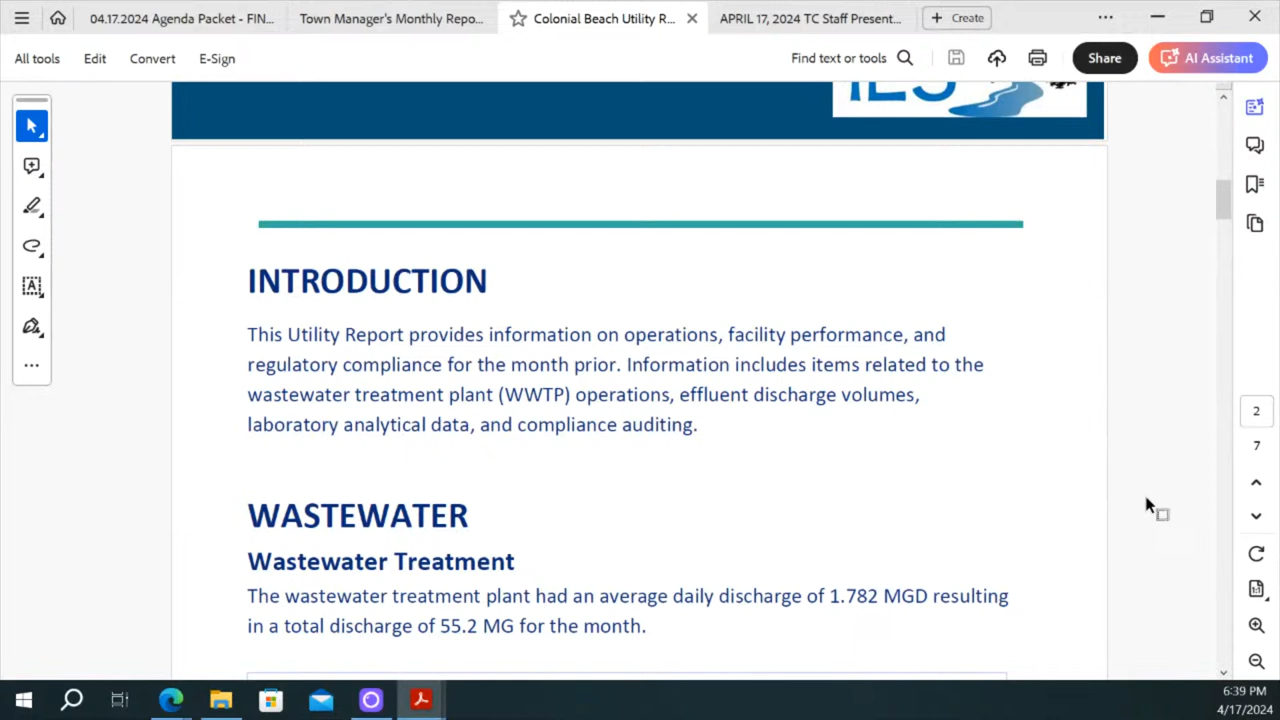 04.17.2024 Agenda Packet - FIN...
Town Manager's Monthly Repo...
Colonial Beach Utility R...
APRIL 17, 2024 TC Staff Present...
Create
All tools
Edit
Convert
E-Sign
Find text or tools
Share
AI Assistant
INTRODUCTION
This Utility Report provides information on operations, facility performance, and
regulatory compliance for the month prior. Information includes items related to the
wastewater treatment plant (WWTP) operations, effluent discharge volumes,
laboratory analytical data, and compliance auditing.
WASTEWATER
Wastewater Treatment
The wastewater treatment plant had an average daily discharge of 1.782 MGD resulting
in a total discharge of 55.2 MG for the month.
2
7
6:39 PM
4/17/2024